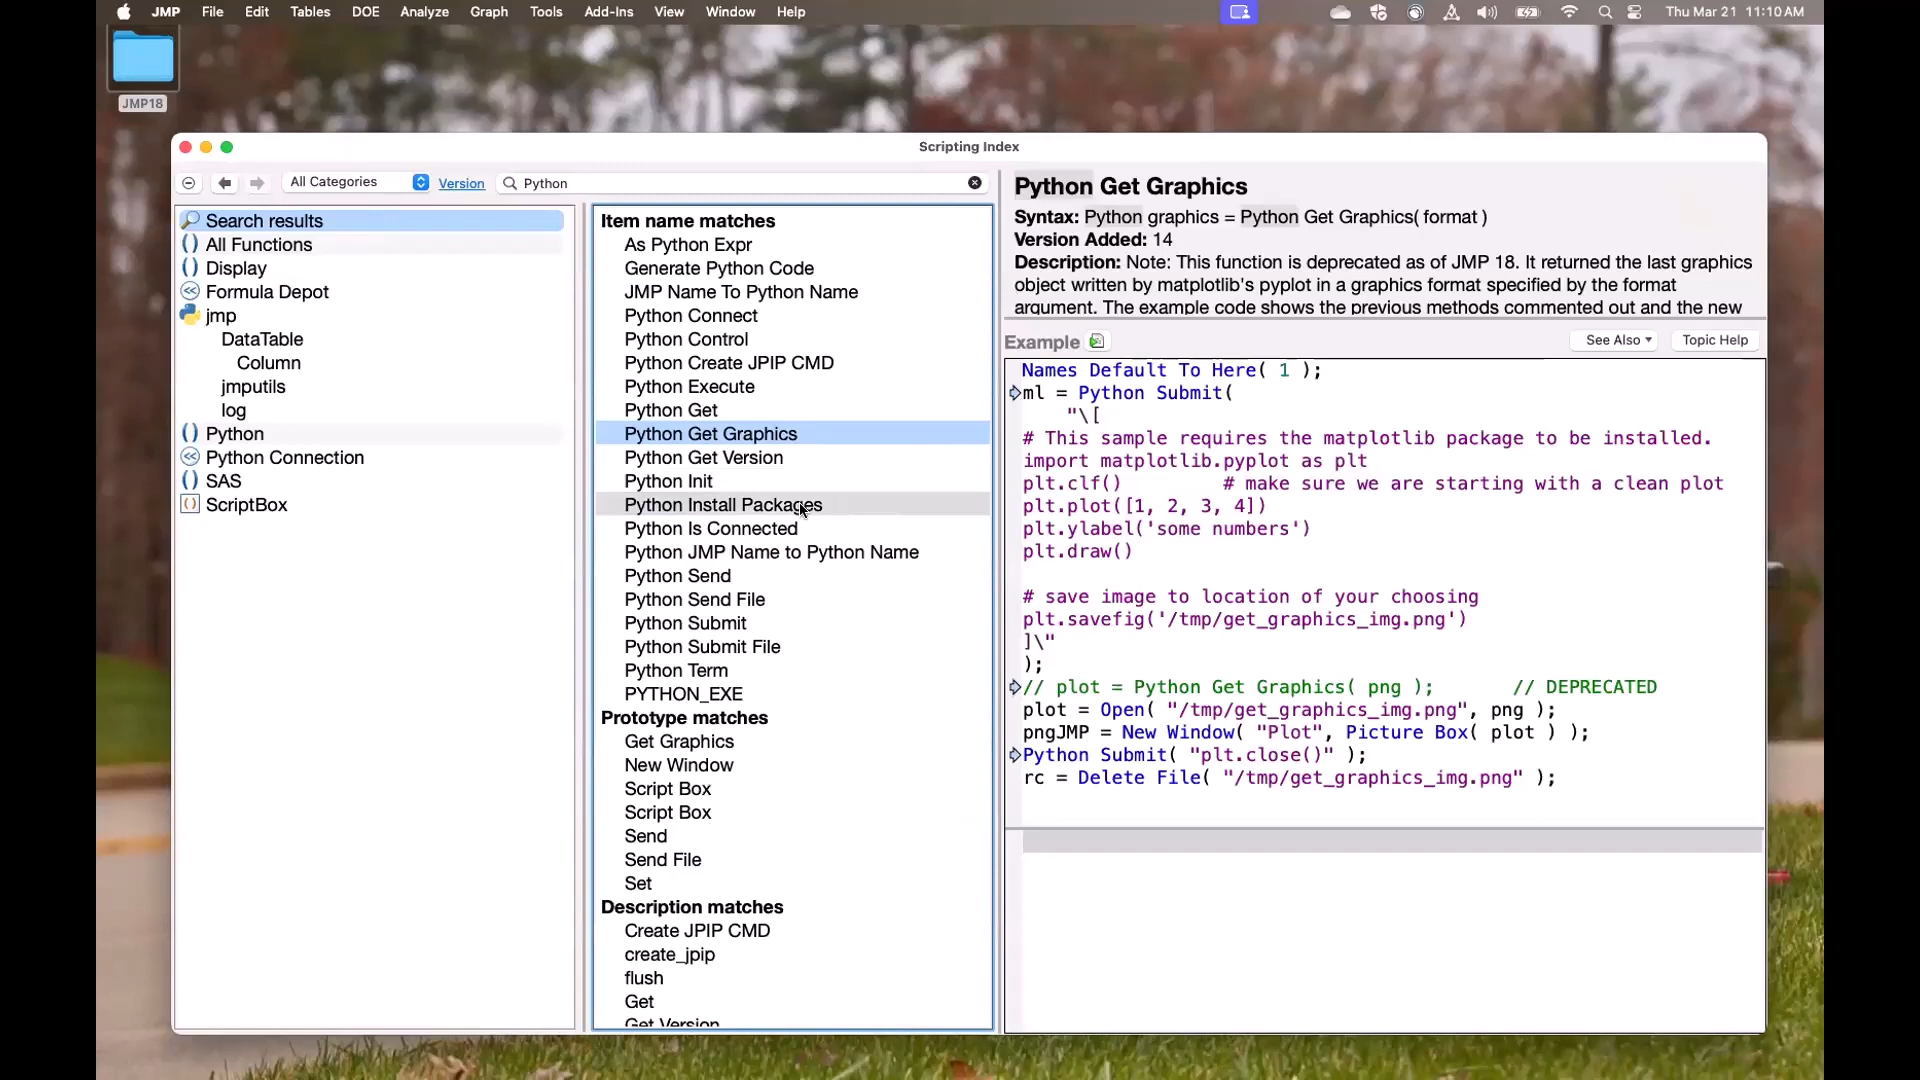 JMP File Edit Tables DOE Analyze Graph Tools Add-Ins View Window Help Thu Mar 21 11:10 AM
JMP18
Scripting Index
All Categories Version Python
Search results
All Functions
Display
Formula Depot
jmp
DataTable
Column
jmputils
log
Python
Python Connection
SAS
ScriptBox
Item name matches
As Python Expr
Generate Python Code
JMP Name To Python Name
Python Connect
Python Control
Python Create JPIP CMD
Python Execute
Python Get
Python Get Graphics
Python Get Version
Python Init
Python Install Packages
Python Is Connected
Python JMP Name to Python Name
Python Send
Python Send File
Python Submit
Python Submit File
Python Term
PYTHON_EXE
Prototype matches
Get Graphics
New Window
Script Box
Script Box
Send
Send File
Set
Description matches
Create JPIP CMD
create_jpip
flush
Get
Get Version
Python Get Graphics
Syntax: Python graphics = Python Get Graphics( format )
Version Added: 14
Description: Note: This function is deprecated as of JMP 18. It returned the last graphics
object written by matplotlib's pyplot in a graphics format specified by the format
argument. The example code shows the previous methods commented out and the new
Example See Also Topic Help
Names Default To Here( 1 );
ml = Python Submit(
"\[
# This sample requires the matplotlib package to be installed.
import matplotlib.pyplot as plt
plt.clf() # make sure we are starting with a clean plot
plt.plot([1, 2, 3, 4])
plt.ylabel('some numbers')
plt.draw()
# save image to location of your choosing
plt.savefig('/tmp/get_graphics_img.png')
]\"
);
// plot = Python Get Graphics( png ); // DEPRECATED
plot = Open( "/tmp/get_graphics_img.png", png );
pngJMP = New Window( "Plot", Picture Box( plot ) );
Python Submit( "plt.close()" );
rc = Delete File( "/tmp/get_graphics_img.png" );